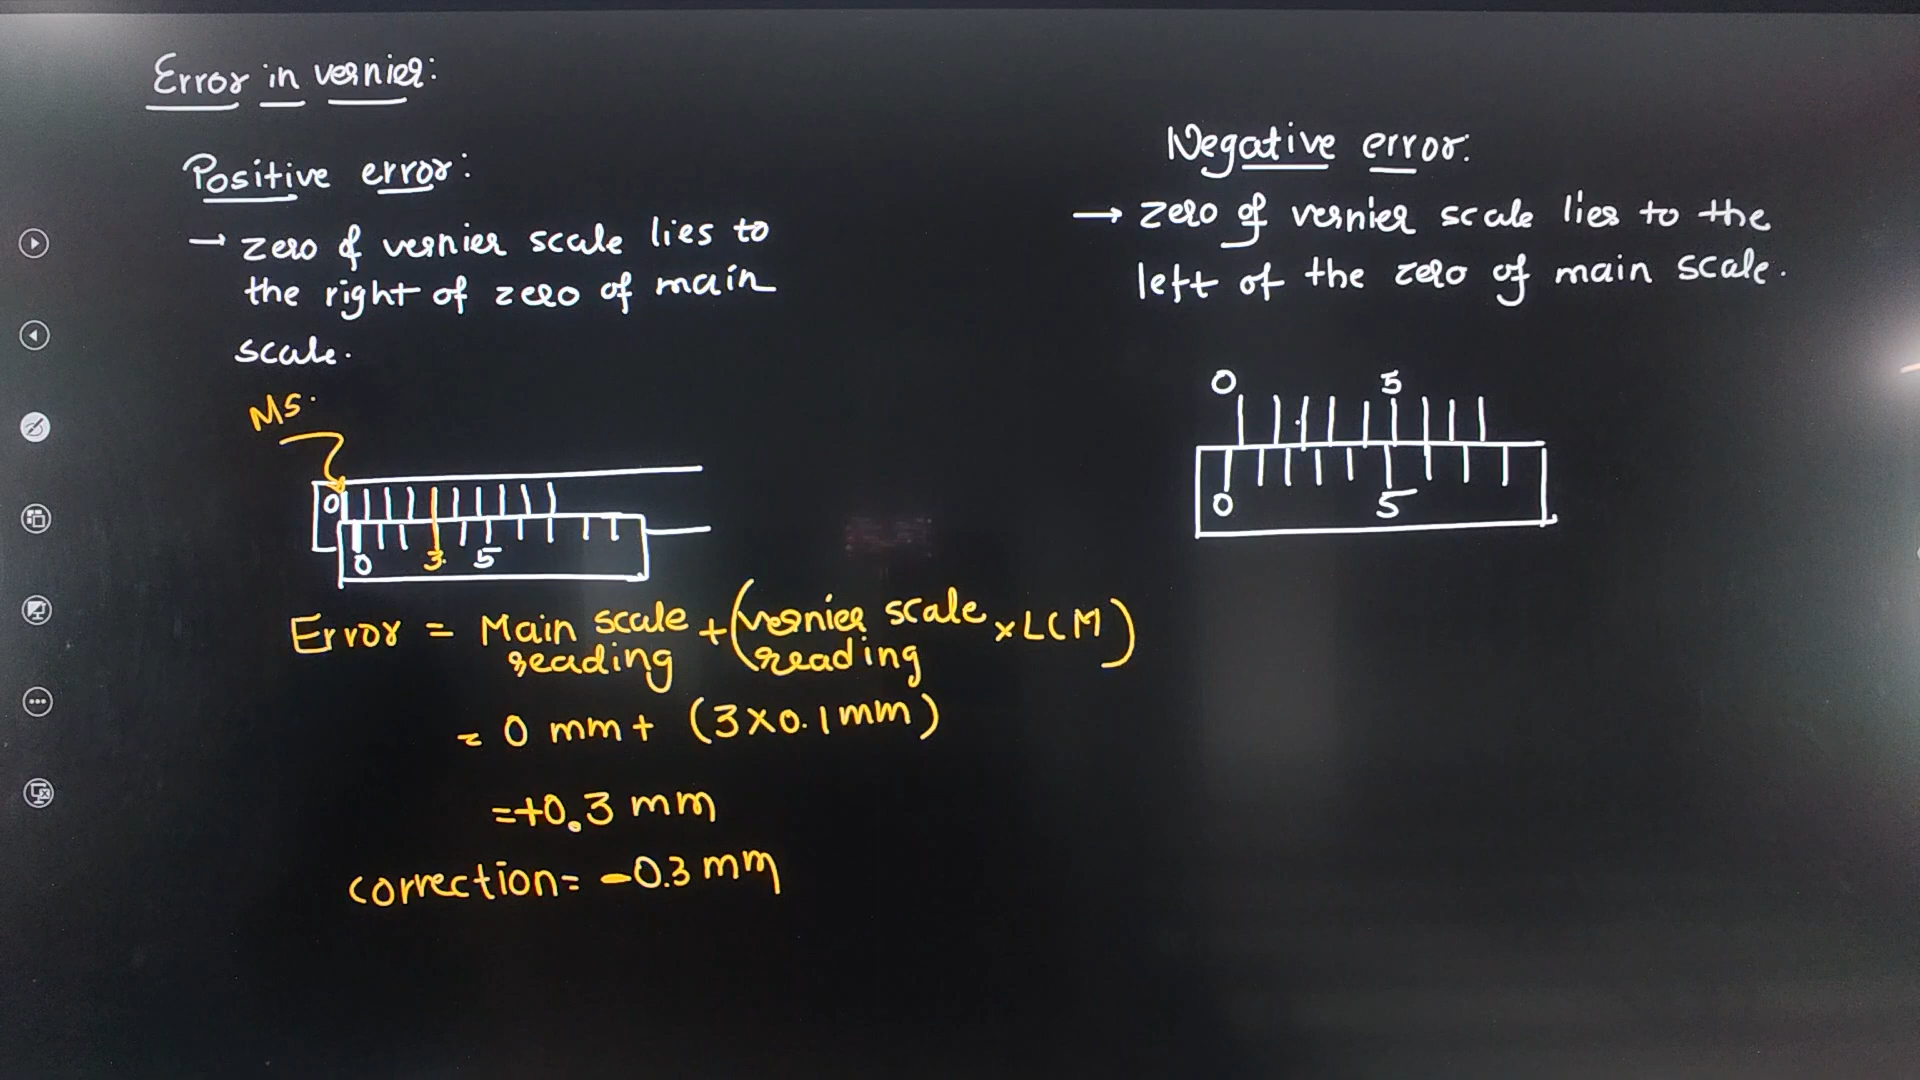 Error in vernier:
Positive error:
→ zero of vernier scale lies to
the right of zero of main
scale.
MS.
0
0 3 5
Error = Main scale reading + (vernier scale reading × LCM)
= 0 mm + (3×0.1mm)
=+0.3 mm
correction= -0.3mm
Negative error:
→ zero of vernier scale lies to the
left of the zero of main scale.
0 5
0 5